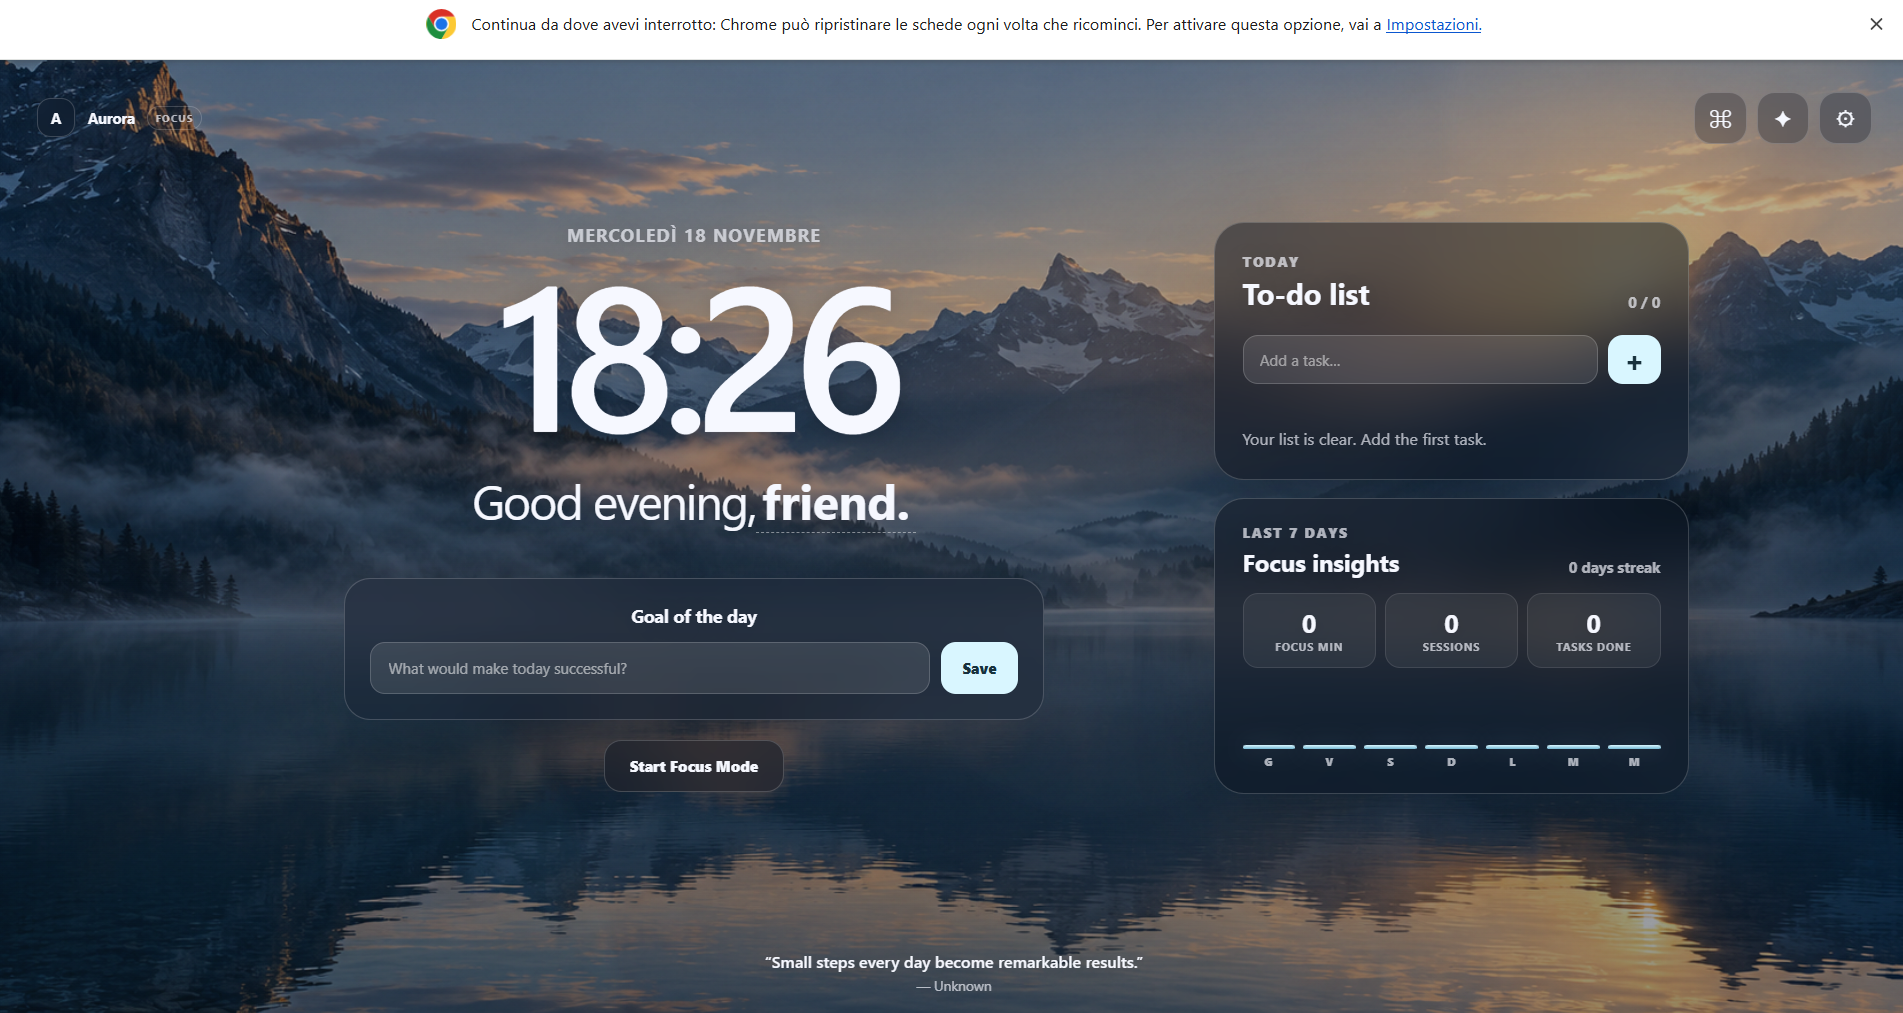 Continua da dove avevi interrotto: Chrome può ripristinare le schede ogni volta che ricominci. Per attivare questa opzione, vai a Impostazioni.
A Aurora FOCUS
MERCOLEDÌ 18 NOVEMBRE
18:26
Good evening, friend.
Goal of the day
What would make today successful?
Save
Start Focus Mode
TODAY
To-do list
0 / 0
Add a task...
+
Your list is clear. Add the first task.
LAST 7 DAYS
Focus insights
0 days streak
0
FOCUS MIN
0
SESSIONS
0
TASKS DONE
G V S D L M M
“Small steps every day become remarkable results.”
— Unknown